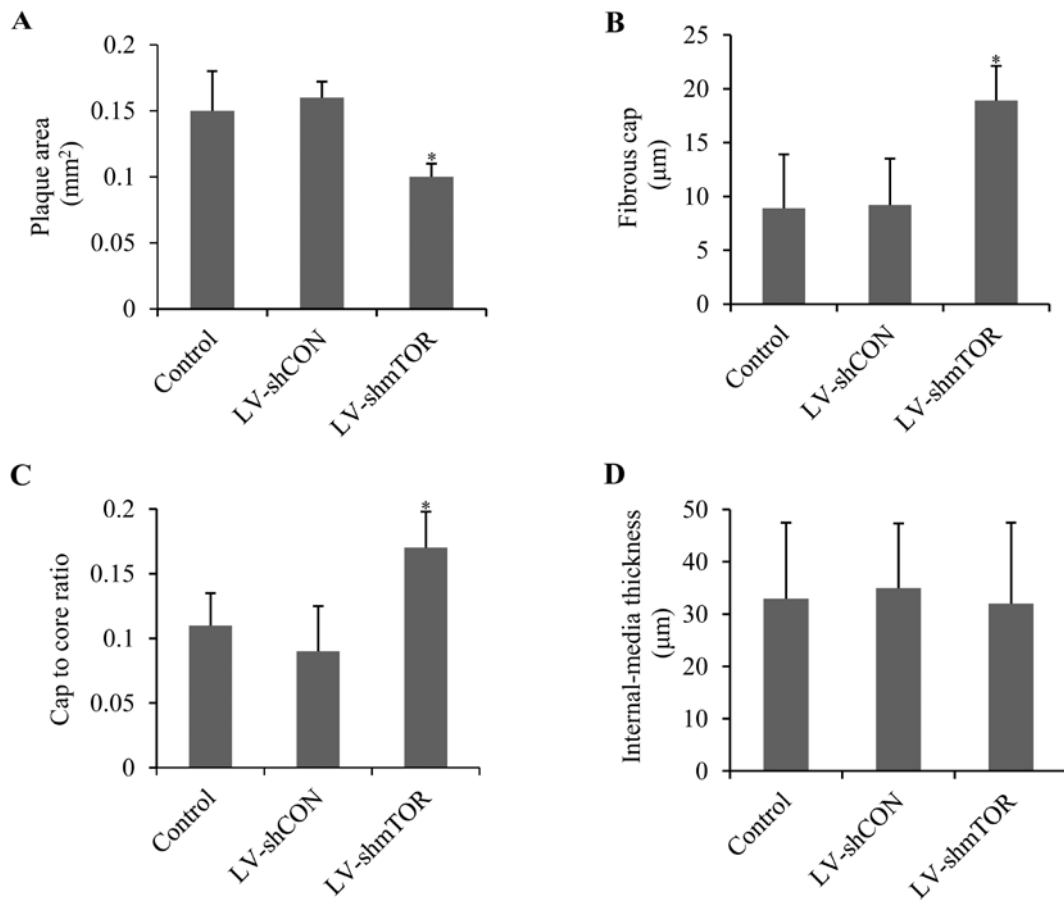 A
Plaque area
(mm²)
0.2
0.15
0.1
0.05
0
*
Control
LV-shCON
LV-shmTOR
B
Fibrous cap
(µm)
25
20
15
10
5
0
*
Control
LV-shCON
LV-shmTOR
C
Cap to core ratio
0.2
0.15
0.1
0.05
0
*
Control
LV-shCON
LV-shmTOR
D
Internal-media thickness
(µm)
50
40
30
20
10
0
Control
LV-shCON
LV-shmTOR